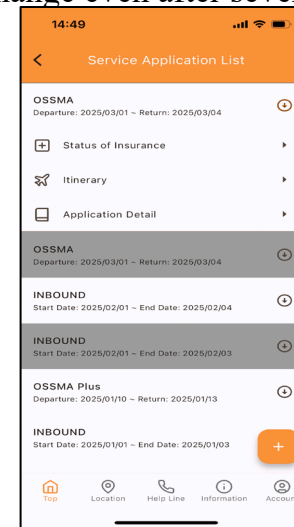 14:49
Service Application List
OSSMA
Departure: 2025/03/01 ~ Return: 2025/03/04
Status of Insurance
Itinerary
Application Detail
OSSMA
Departure: 2025/03/01 ~ Return: 2025/03/04
INBOUND
Start Date: 2025/02/01 ~ End Date: 2025/02/04
INBOUND
Start Date: 2025/02/01 ~ End Date: 2025/02/03
OSSMA Plus
Departure: 2025/01/10 ~ Return: 2025/01/13
INBOUND
Start Date: 2025/01/01 ~ End Date: 2025/01/03
Top Location Help Line Information Accoun